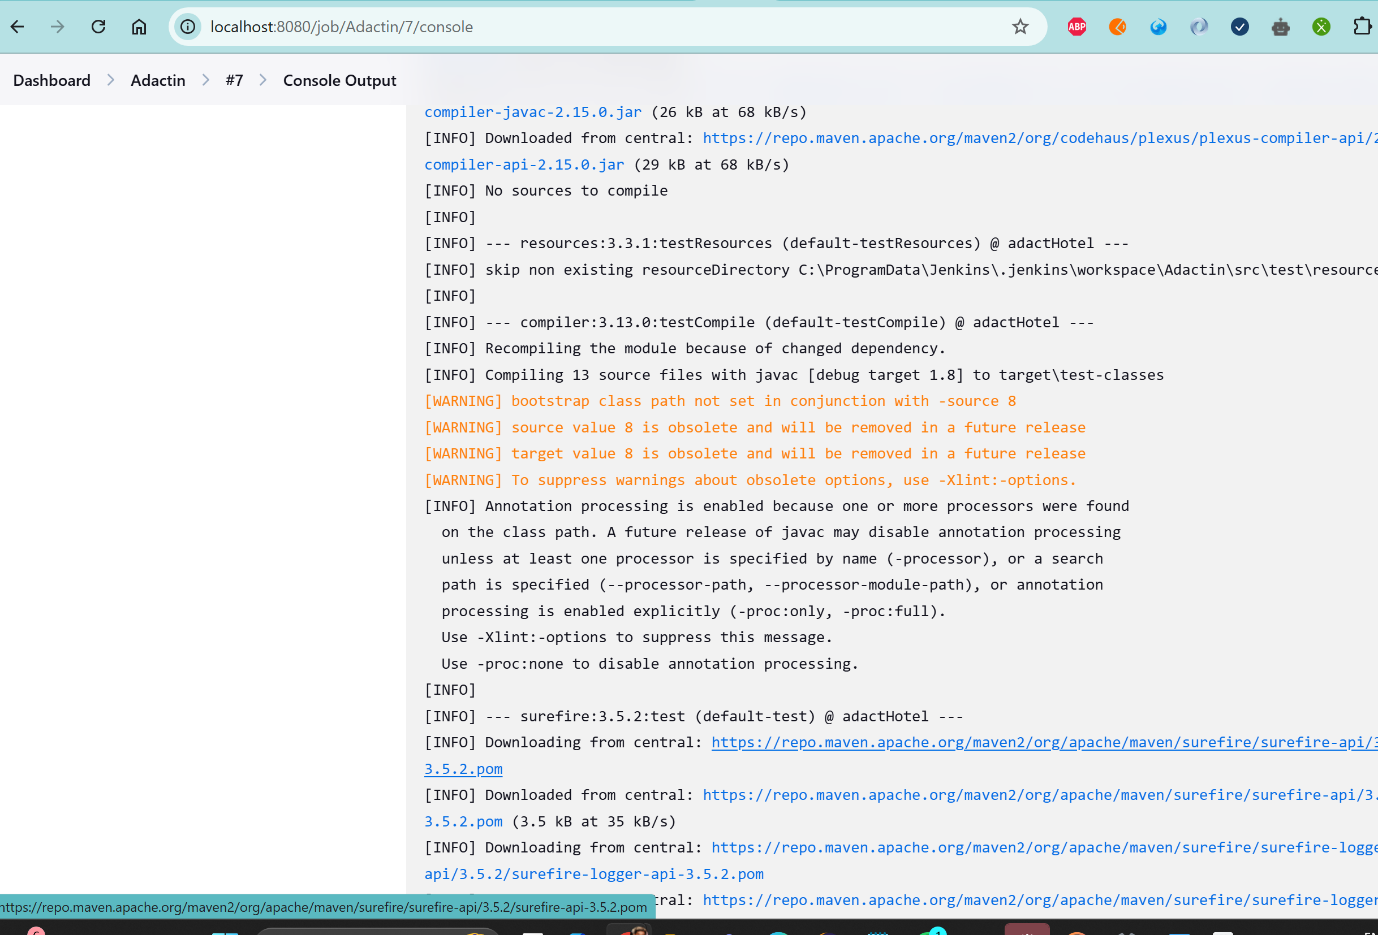 localhost:8080/job/Adactin/7/console
ABP
Dashboard > Adactin > #7 > Console Output
compiler-javac-2.15.0.jar (26 kB at 68 kB/s)
[INFO] Downloaded from central: https://repo.maven.apache.org/maven2/org/codehaus/plexus/plexus-compiler-api/2
compiler-api-2.15.0.jar (29 kB at 68 kB/s)
[INFO] No sources to compile
[INFO]
[INFO] --- resources:3.3.1:testResources (default-testResources) @ adactHotel ---
[INFO] skip non existing resourceDirectory C:\ProgramData\Jenkins\.jenkins\workspace\Adactin\src\test\resource
[INFO]
[INFO] --- compiler:3.13.0:testCompile (default-testCompile) @ adactHotel ---
[INFO] Recompiling the module because of changed dependency.
[INFO] Compiling 13 source files with javac [debug target 1.8] to target\test-classes
[WARNING] bootstrap class path not set in conjunction with -source 8
[WARNING] source value 8 is obsolete and will be removed in a future release
[WARNING] target value 8 is obsolete and will be removed in a future release
[WARNING] To suppress warnings about obsolete options, use -Xlint:-options.
[INFO] Annotation processing is enabled because one or more processors were found
on the class path. A future release of javac may disable annotation processing
unless at least one processor is specified by name (-processor), or a search
path is specified (--processor-path, --processor-module-path), or annotation
processing is enabled explicitly (-proc:only, -proc:full).
Use -Xlint:-options to suppress this message.
Use -proc:none to disable annotation processing.
[INFO]
[INFO] --- surefire:3.5.2:test (default-test) @ adactHotel ---
[INFO] Downloading from central: https://repo.maven.apache.org/maven2/org/apache/maven/surefire/surefire-api/3
3.5.2.pom
[INFO] Downloaded from central: https://repo.maven.apache.org/maven2/org/apache/maven/surefire/surefire-api/3.
3.5.2.pom (3.5 kB at 35 kB/s)
[INFO] Downloading from central: https://repo.maven.apache.org/maven2/org/apache/maven/surefire/surefire-logge
api/3.5.2/surefire-logger-api-3.5.2.pom
tral: https://repo.maven.apache.org/maven2/org/apache/maven/surefire/surefire-logger
https://repo.maven.apache.org/maven2/org/apache/maven/surefire/surefire-api/3.5.2/surefire-api-3.5.2.pom